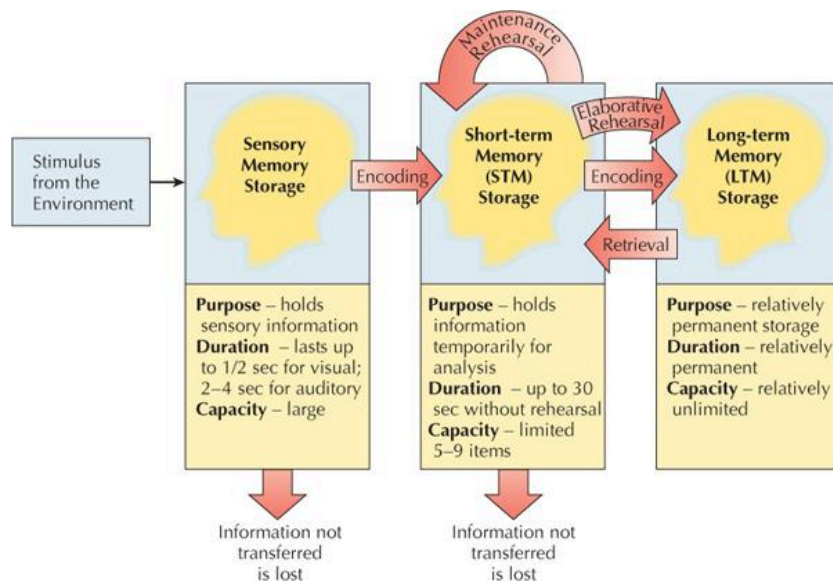 Maintenance
Rehearsal
Stimulus
from the
Environment
Sensory
Memory
Storage
Encoding
Short-term
Memory
(STM)
Storage
Elaborative
Rehearsal
Encoding
Retrieval
Long-term
Memory
(LTM)
Storage
Purpose – holds
sensory information
Duration – lasts up
to 1/2 sec for visual;
2–4 sec for auditory
Capacity – large
Purpose – holds
information
temporarily for
analysis
Duration – up to 30
sec without rehearsal
Capacity – limited
5–9 items
Purpose – relatively
permanent storage
Duration – relatively
permanent
Capacity – relatively
unlimited
Information not
transferred
is lost
Information not
transferred
is lost